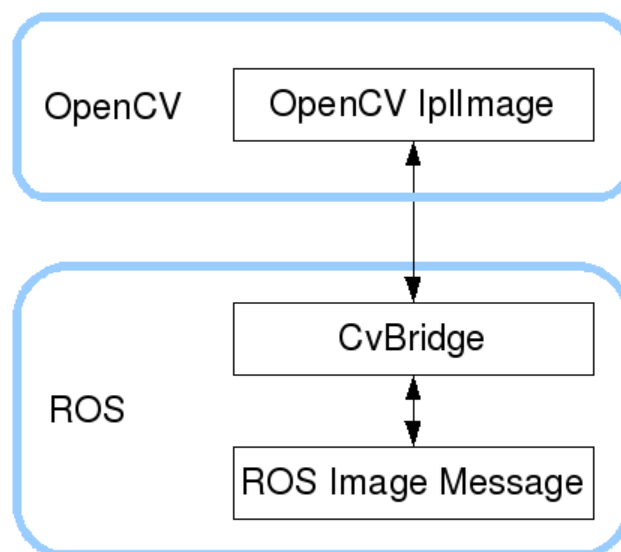 OpenCV
OpenCV IplImage
CvBridge
ROS
ROS Image Message